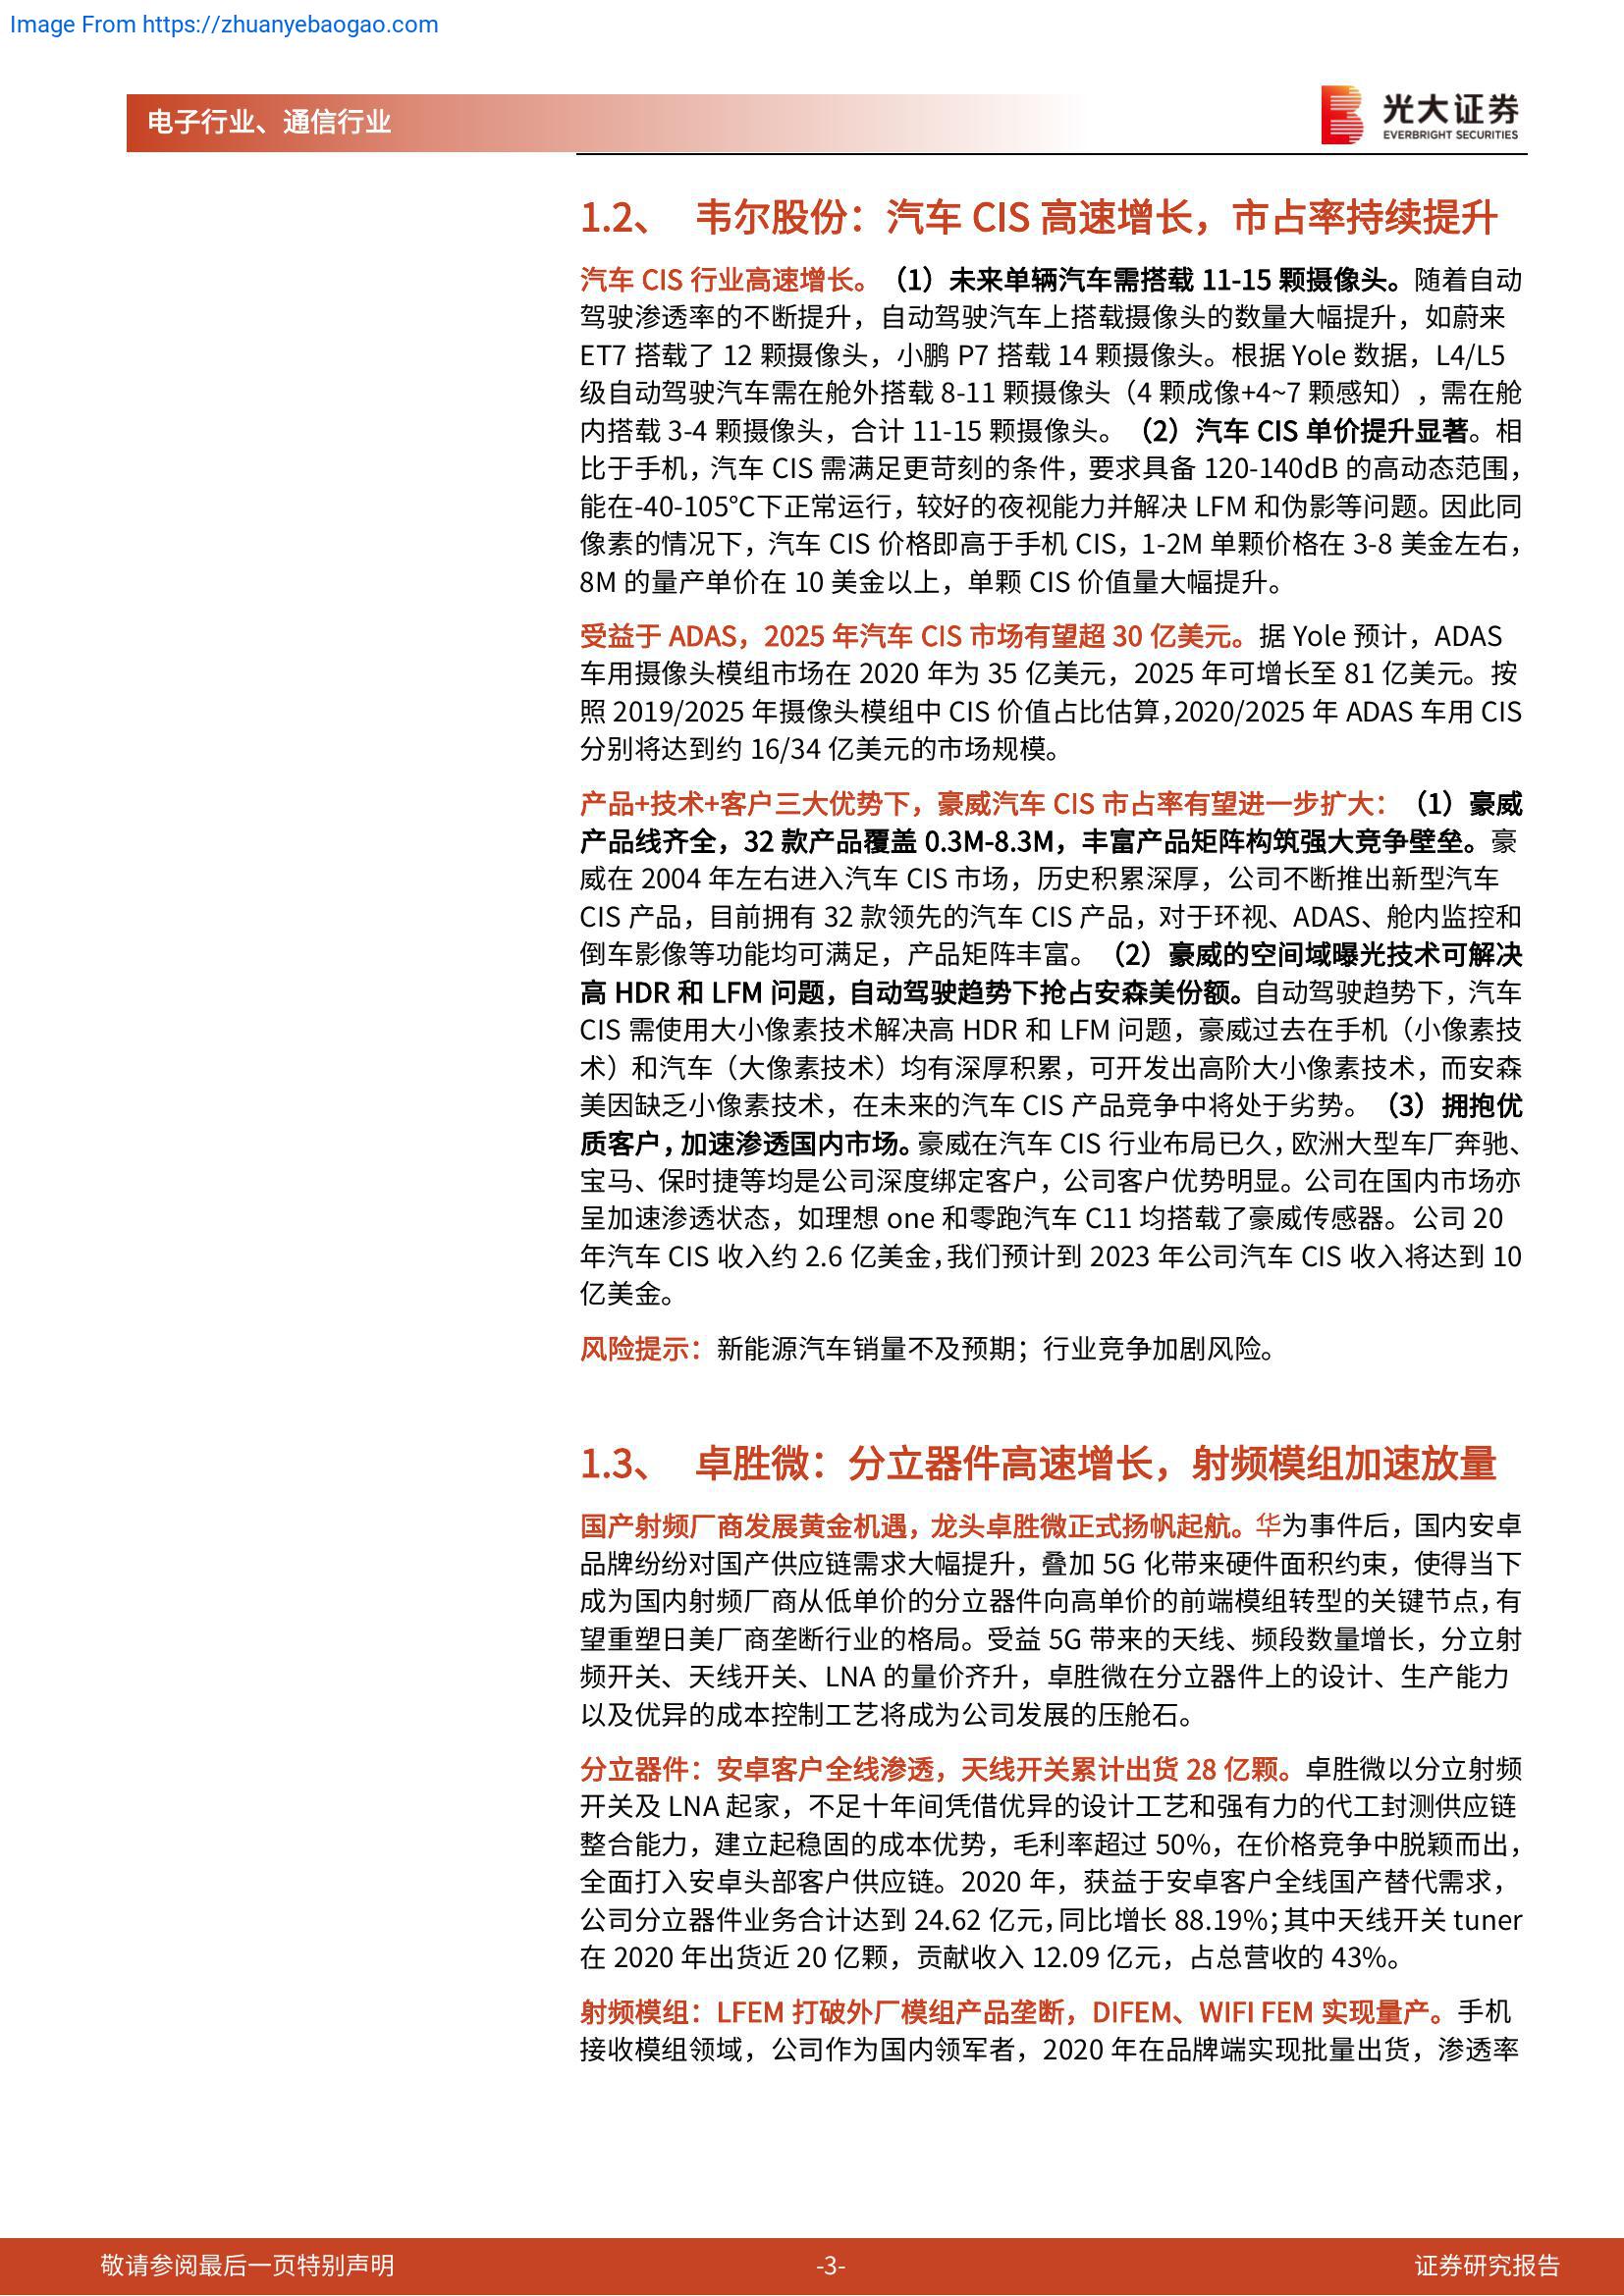 Image From https://zhuanyebaogao.com
电子行业、通信行业
光大证券
EVERBRIGHT SECURITIES
1.2、 韦尔股份：汽车 CIS 高速增长，市占率持续提升
汽车 CIS 行业高速增长。（1）未来单辆汽车需搭载 11-15 颗摄像头。随着自动
驾驶渗透率的不断提升，自动驾驶汽车上搭载摄像头的数量大幅提升，如蔚来
ET7 搭载了 12 颗摄像头，小鹏 P7 搭载 14 颗摄像头。根据 Yole 数据，L4/L5
级自动驾驶汽车需在舱外搭载 8-11 颗摄像头（4 颗成像+4~7 颗感知），需在舱
内搭载 3-4 颗摄像头，合计 11-15 颗摄像头。（2）汽车 CIS 单价提升显著。相
比于手机，汽车 CIS 需满足更苛刻的条件，要求具备 120-140dB 的高动态范围，
能在-40-105℃下正常运行，较好的夜视能力并解决 LFM 和伪影等问题。因此同
像素的情况下，汽车 CIS 价格即高于手机 CIS，1-2M 单颗价格在 3-8 美金左右，
8M 的量产单价在 10 美金以上，单颗 CIS 价值量大幅提升。
受益于 ADAS，2025 年汽车 CIS 市场有望超 30 亿美元。据 Yole 预计，ADAS
车用摄像头模组市场在 2020 年为 35 亿美元，2025 年可增长至 81 亿美元。按
照 2019/2025 年摄像头模组中 CIS 价值占比估算，2020/2025 年 ADAS 车用 CIS
分别将达到约 16/34 亿美元的市场规模。
产品+技术+客户三大优势下，豪威汽车 CIS 市占率有望进一步扩大：（1）豪威
产品线齐全，32 款产品覆盖 0.3M-8.3M，丰富产品矩阵构筑强大竞争壁垒。豪
威在 2004 年左右进入汽车 CIS 市场，历史积累深厚，公司不断推出新型汽车
CIS 产品，目前拥有 32 款领先的汽车 CIS 产品，对于环视、ADAS、舱内监控和
倒车影像等功能均可满足，产品矩阵丰富。（2）豪威的空间域曝光技术可解决
高 HDR 和 LFM 问题，自动驾驶趋势下抢占安森美份额。自动驾驶趋势下，汽车
CIS 需使用大小像素技术解决高 HDR 和 LFM 问题，豪威过去在手机（小像素技
术）和汽车（大像素技术）均有深厚积累，可开发出高阶大小像素技术，而安森
美因缺乏小像素技术，在未来的汽车 CIS 产品竞争中将处于劣势。（3）拥抱优
质客户，加速渗透国内市场。豪威在汽车 CIS 行业布局已久，欧洲大型车厂奔驰、
宝马、保时捷等均是公司深度绑定客户，公司客户优势明显。公司在国内市场亦
呈加速渗透状态，如理想 one 和零跑汽车 C11 均搭载了豪威传感器。公司 20
年汽车 CIS 收入约 2.6 亿美金，我们预计到 2023 年公司汽车 CIS 收入将达到 10
亿美金。
风险提示：新能源汽车销量不及预期；行业竞争加剧风险。
1.3、 卓胜微：分立器件高速增长，射频模组加速放量
国产射频厂商发展黄金机遇，龙头卓胜微正式扬帆起航。华为事件后，国内安卓
品牌纷纷对国产供应链需求大幅提升，叠加 5G 化带来硬件面积约束，使得当下
成为国内射频厂商从低单价的分立器件向高单价的前端模组转型的关键节点，有
望重塑日美厂商垄断行业的格局。受益 5G 带来的天线、频段数量增长，分立射
频开关、天线开关、LNA 的量价齐升，卓胜微在分立器件上的设计、生产能力
以及优异的成本控制工艺将成为公司发展的压舱石。
分立器件：安卓客户全线渗透，天线开关累计出货 28 亿颗。卓胜微以分立射频
开关及 LNA 起家，不足十年间凭借优异的设计工艺和强有力的代工封测供应链
整合能力，建立起稳固的成本优势，毛利率超过 50%，在价格竞争中脱颖而出，
全面打入安卓头部客户供应链。2020 年，获益于安卓客户全线国产替代需求，
公司分立器件业务合计达到 24.62 亿元，同比增长 88.19%；其中天线开关 tuner
在 2020 年出货近 20 亿颗，贡献收入 12.09 亿元，占总营收的 43%。
射频模组：LFEM 打破外厂模组产品垄断，DIFEM、WIFI FEM 实现量产。手机
接收模组领域，公司作为国内领军者，2020 年在品牌端实现批量出货，渗透率
敬请参阅最后一页特别声明
-3-
证券研究报告